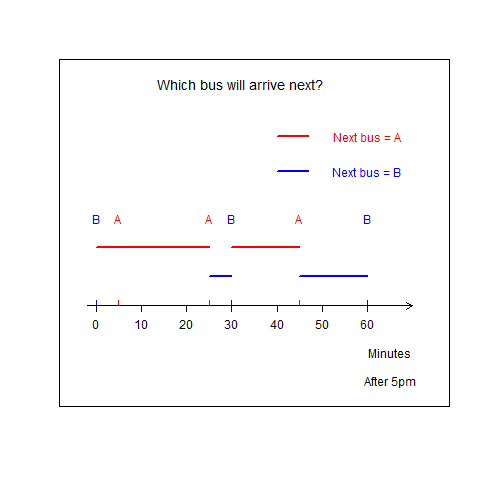 Which bus will arrive next?
Next bus = A
Next bus = B
B A A B A B
0 10 20 30 40 50 60
Minutes
After 5pm